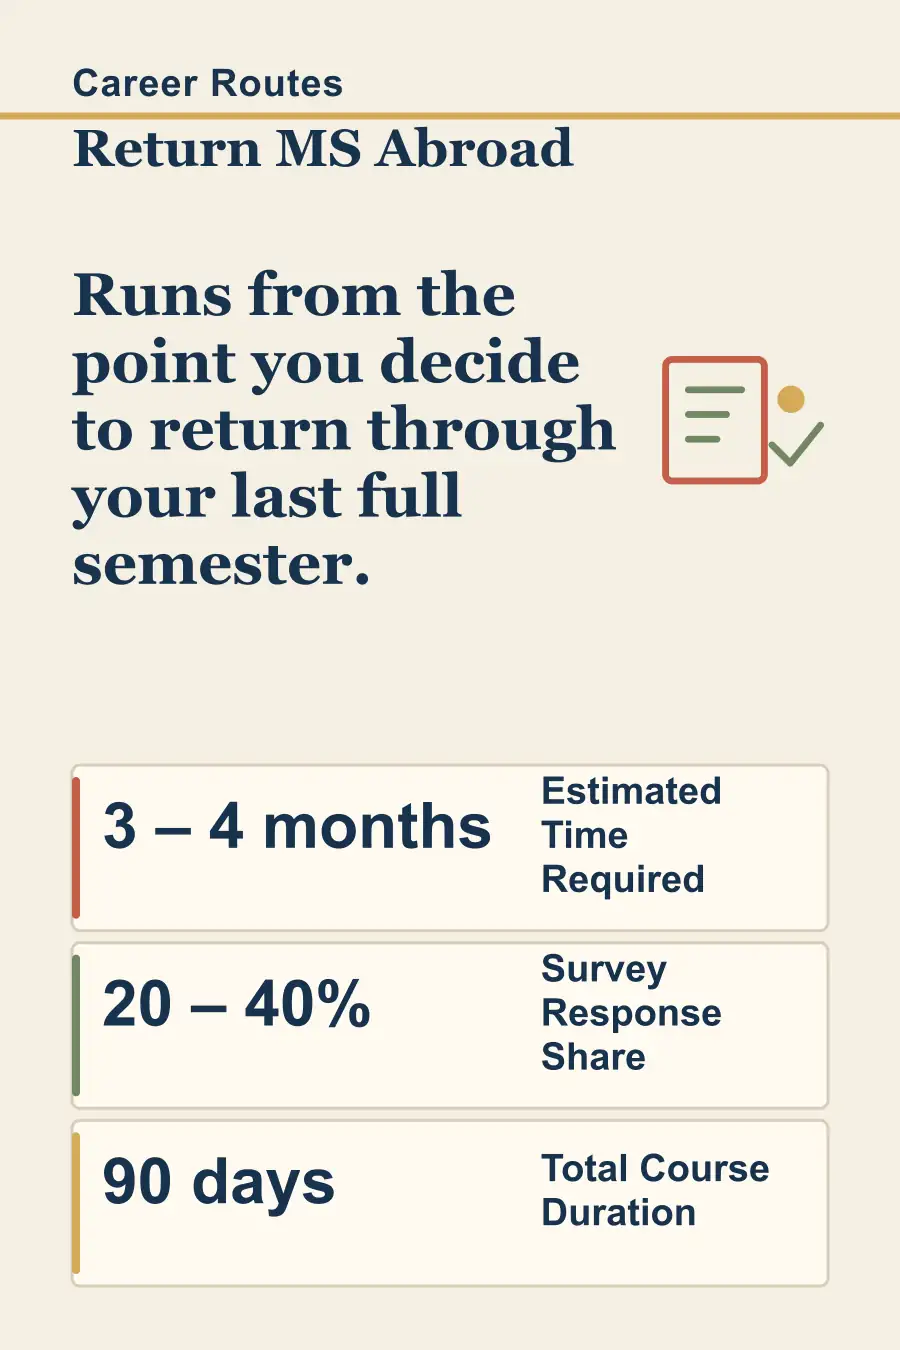 Career Routes
Return MS Abroad
Runs from the
point you decide
to return through
your last full
semester.
3 – 4 months
Estimated
Time
Required
20 – 40%
Survey
Response
Share
90 days
Total Course
Duration